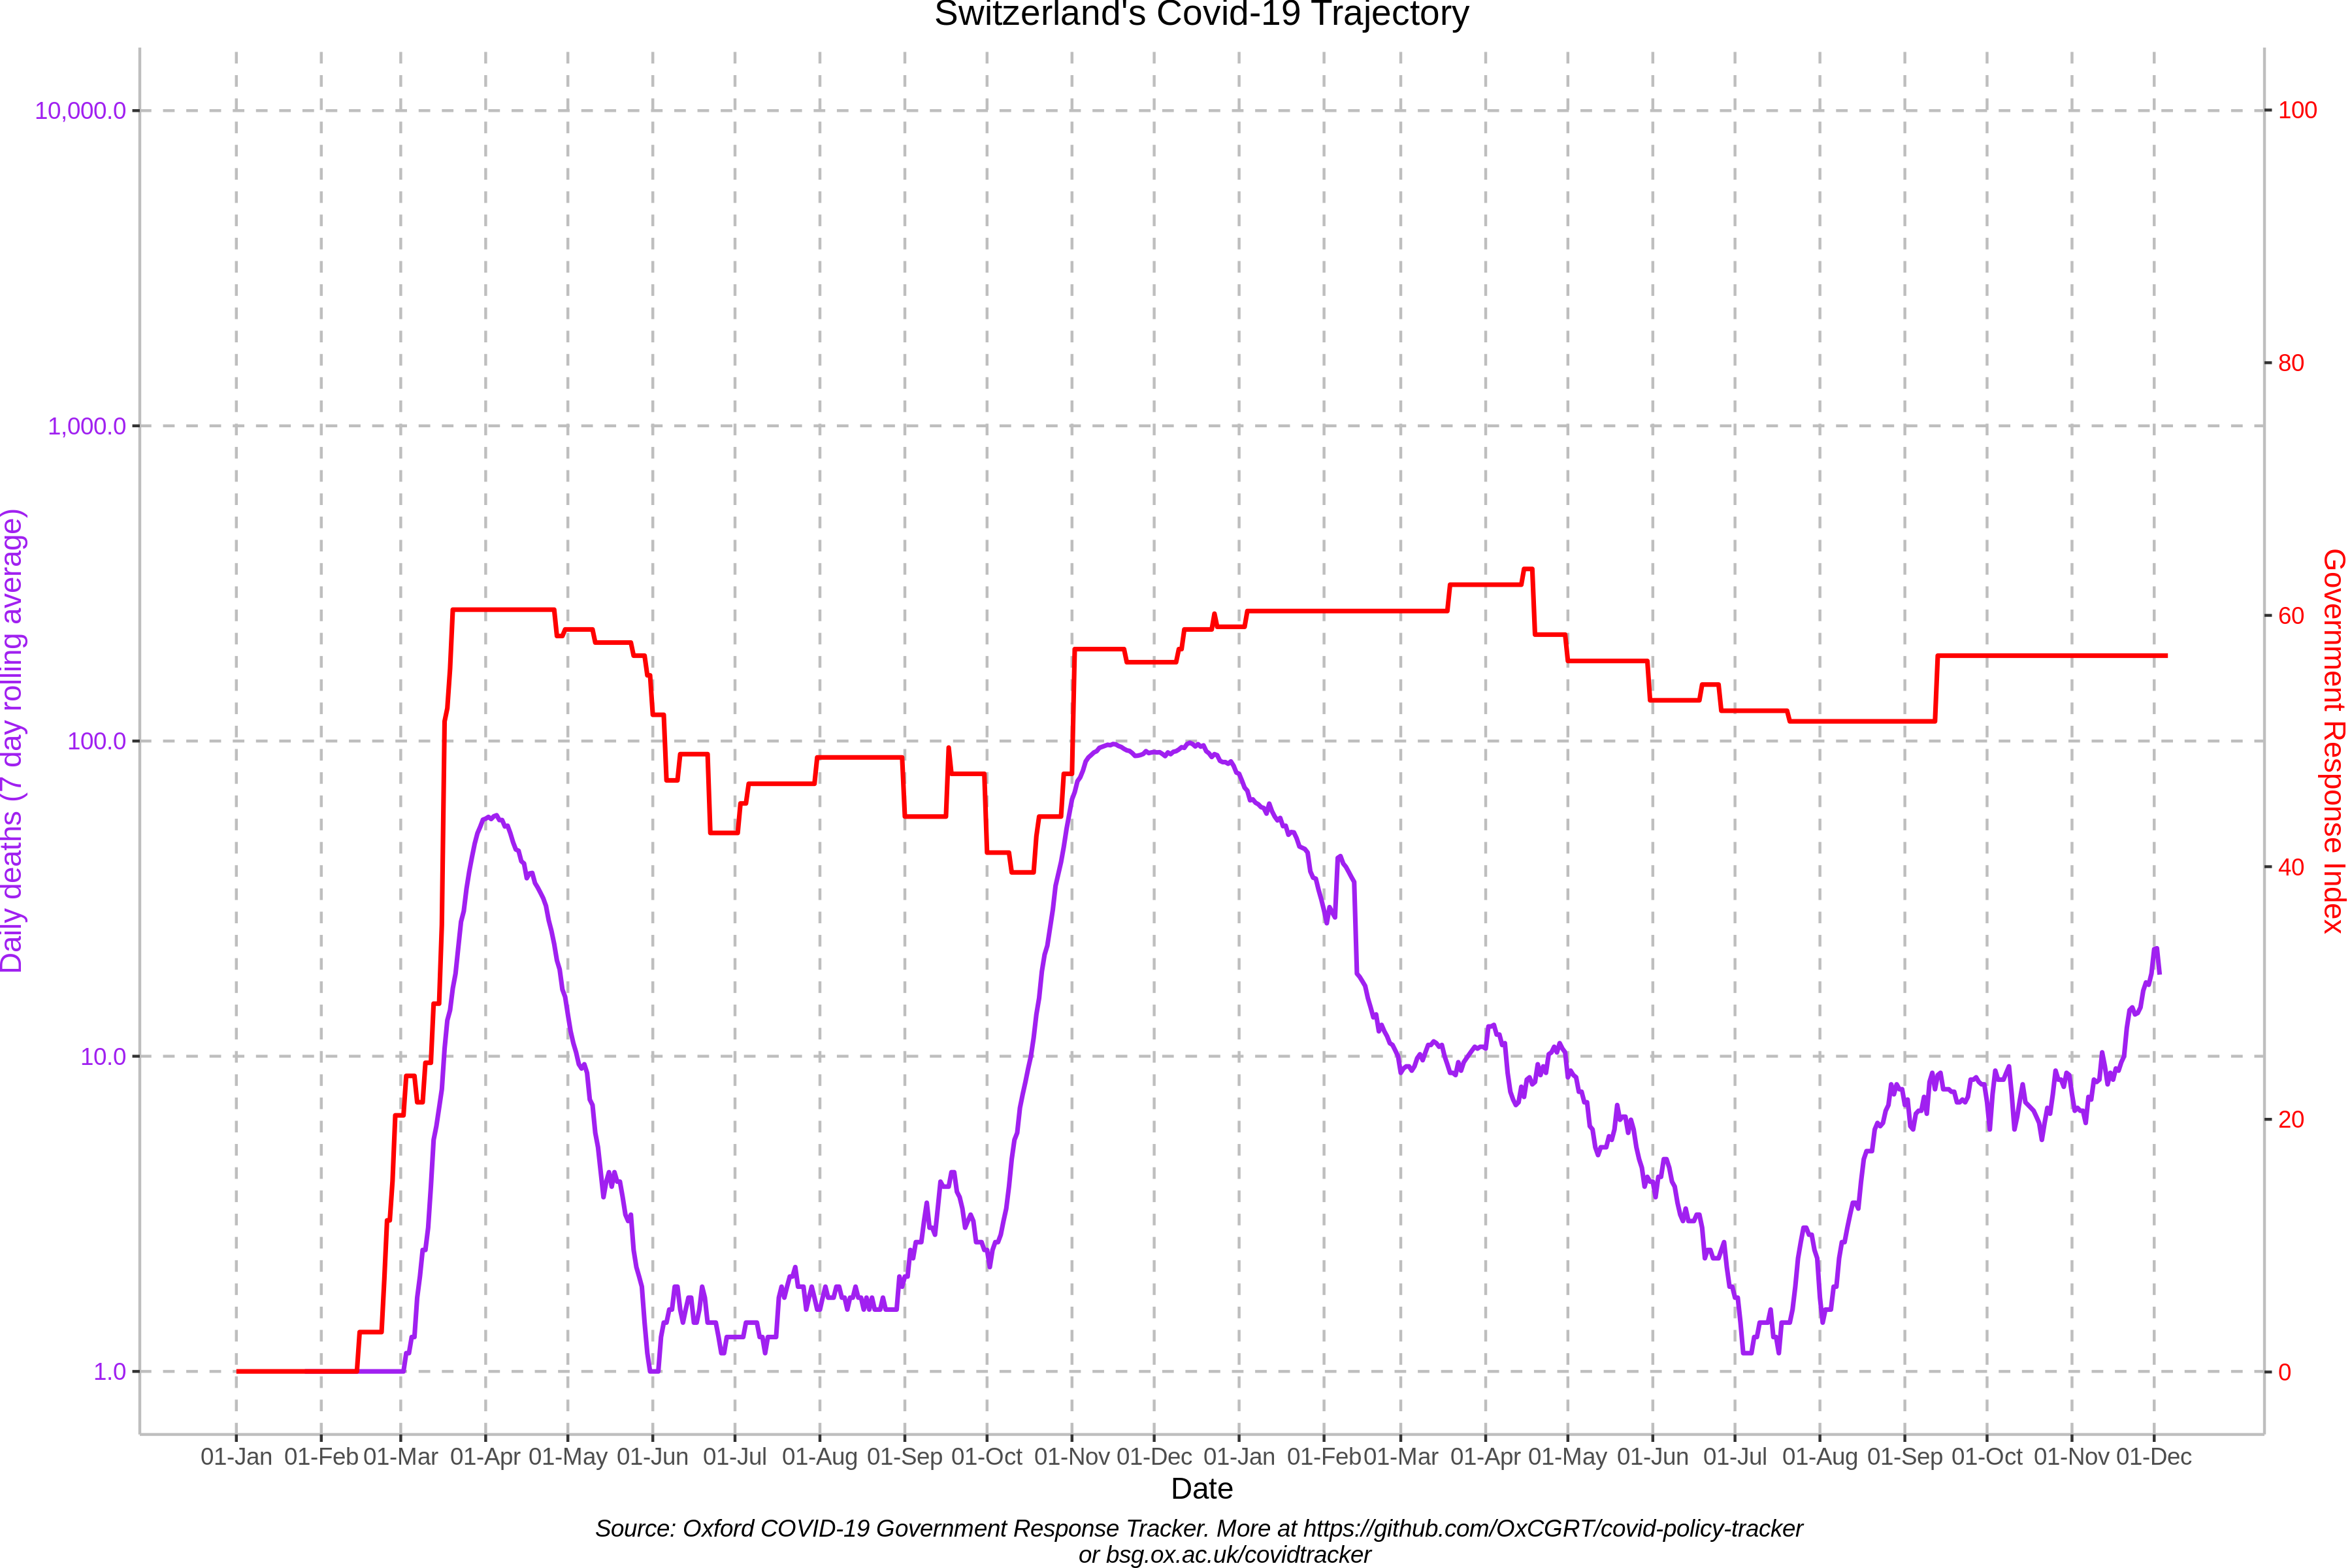 Switzerland's Covid-19 Trajectory
10,000.0
1,000.0
100.0
10.0
1.0
Daily deaths (7 day rolling average)
100
80
60
40
20
0
Government Response Index
01-Jan 01-Feb 01-Mar 01-Apr 01-May 01-Jun 01-Jul 01-Aug 01-Sep 01-Oct 01-Nov 01-Dec 01-Jan 01-Feb 01-Mar 01-Apr 01-May 01-Jun 01-Jul 01-Aug 01-Sep 01-Oct 01-Nov 01-Dec
Date
Source: Oxford COVID-19 Government Response Tracker. More at https://github.com/OxCGRT/covid-policy-tracker
or bsg.ox.ac.uk/covidtracker